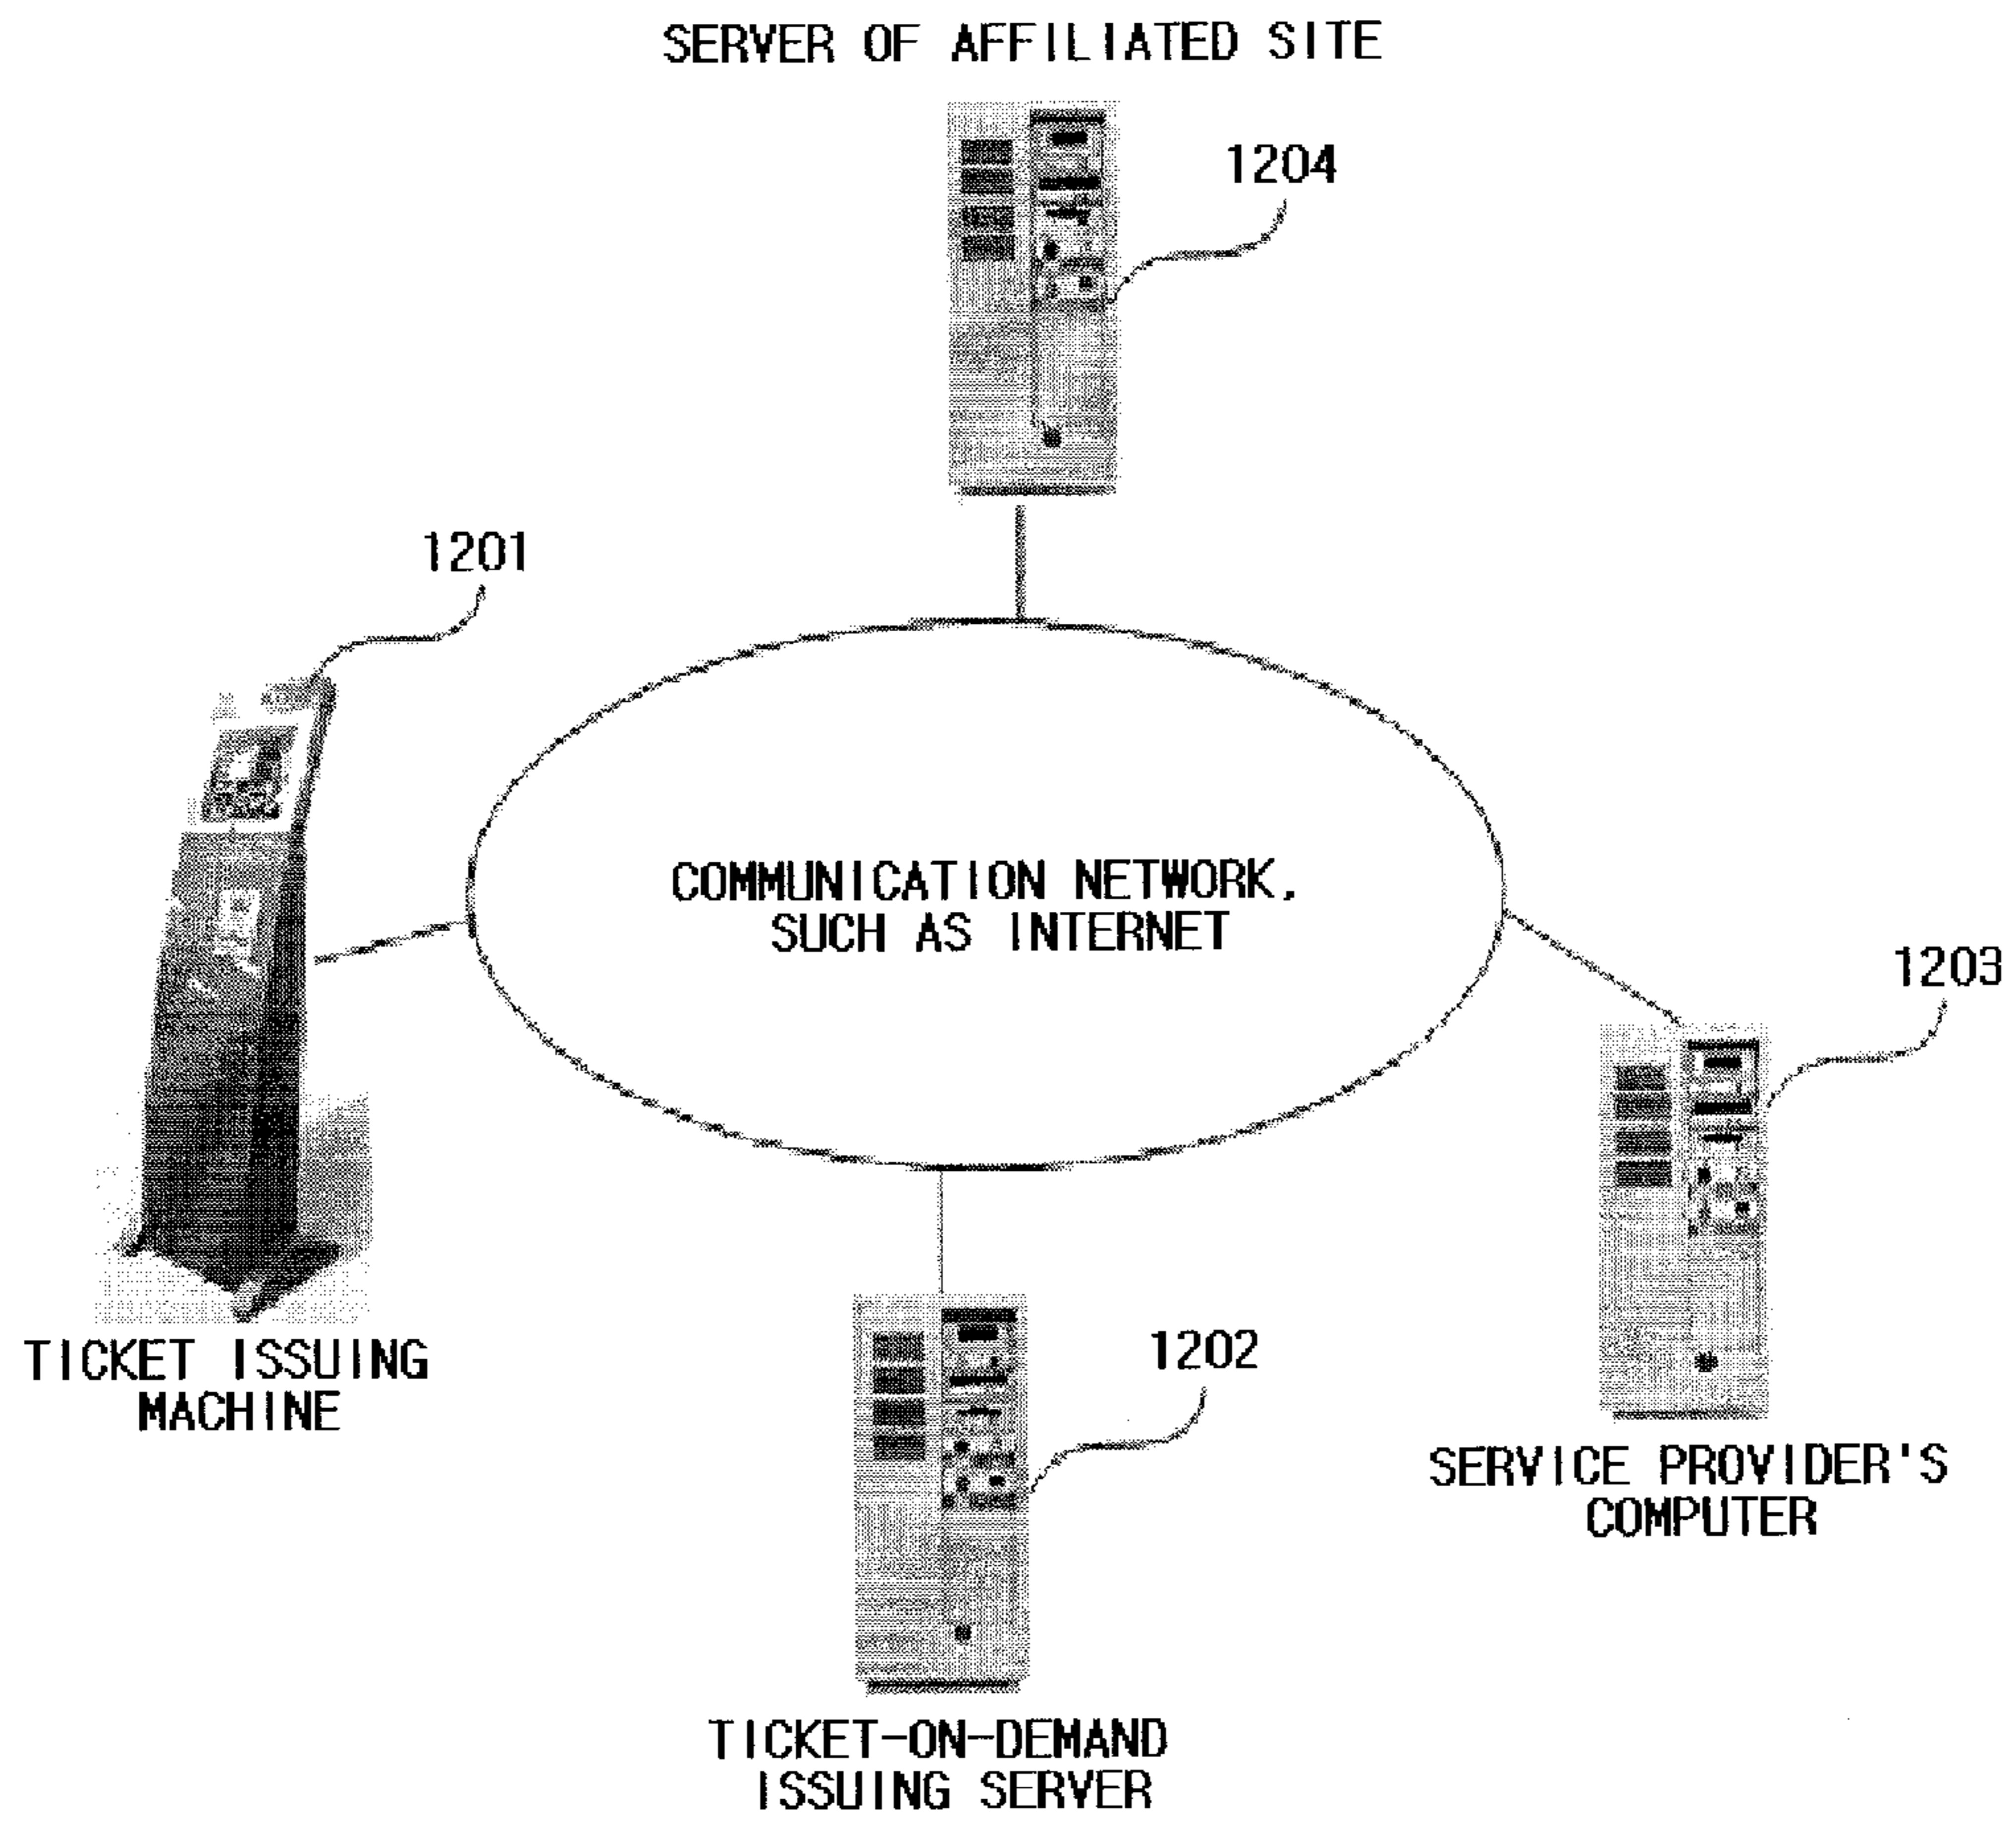 SERVER OF AFFILIATED SITE
1204
1201
COMMUNICATION NETWORK,
SUCH AS INTERNET
1203
TICKET ISSUING
MACHINE
1202
SERVICE PROVIDER'S
COMPUTER
TICKET-ON-DEMAND
ISSUING SERVER